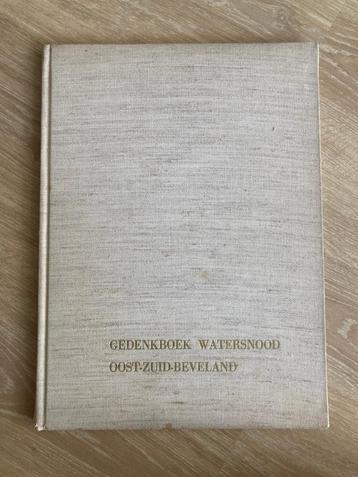 GEDENKBOEK WATERSNOOD
OOST-ZUID-BEVELAND